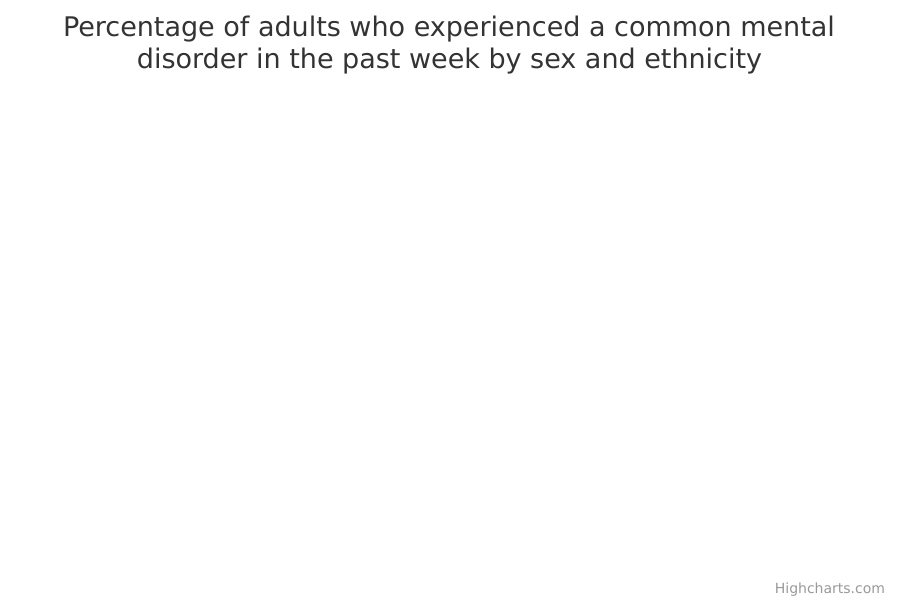 Percentage of adults who experienced a common mental
disorder in the past week by sex and ethnicity
Highcharts.com